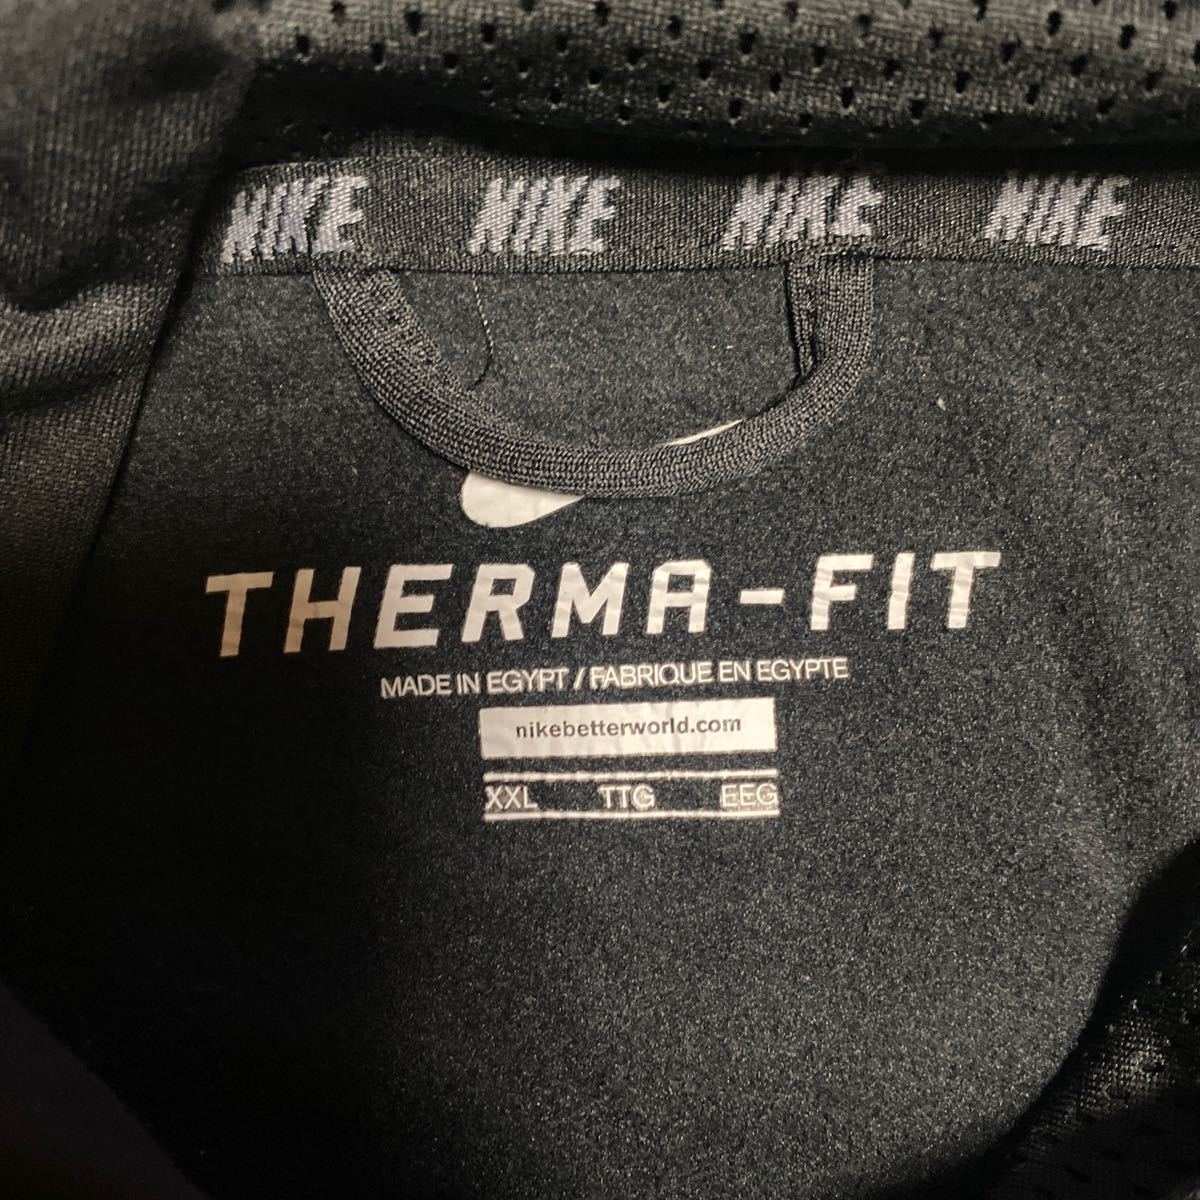 NIKE NIKE NIKE NIKE
THERMA-FIT
MADE IN EGYPT / FABRIQUE EN EGYPTE
nikebetterworld.com
XXL TTG EEG